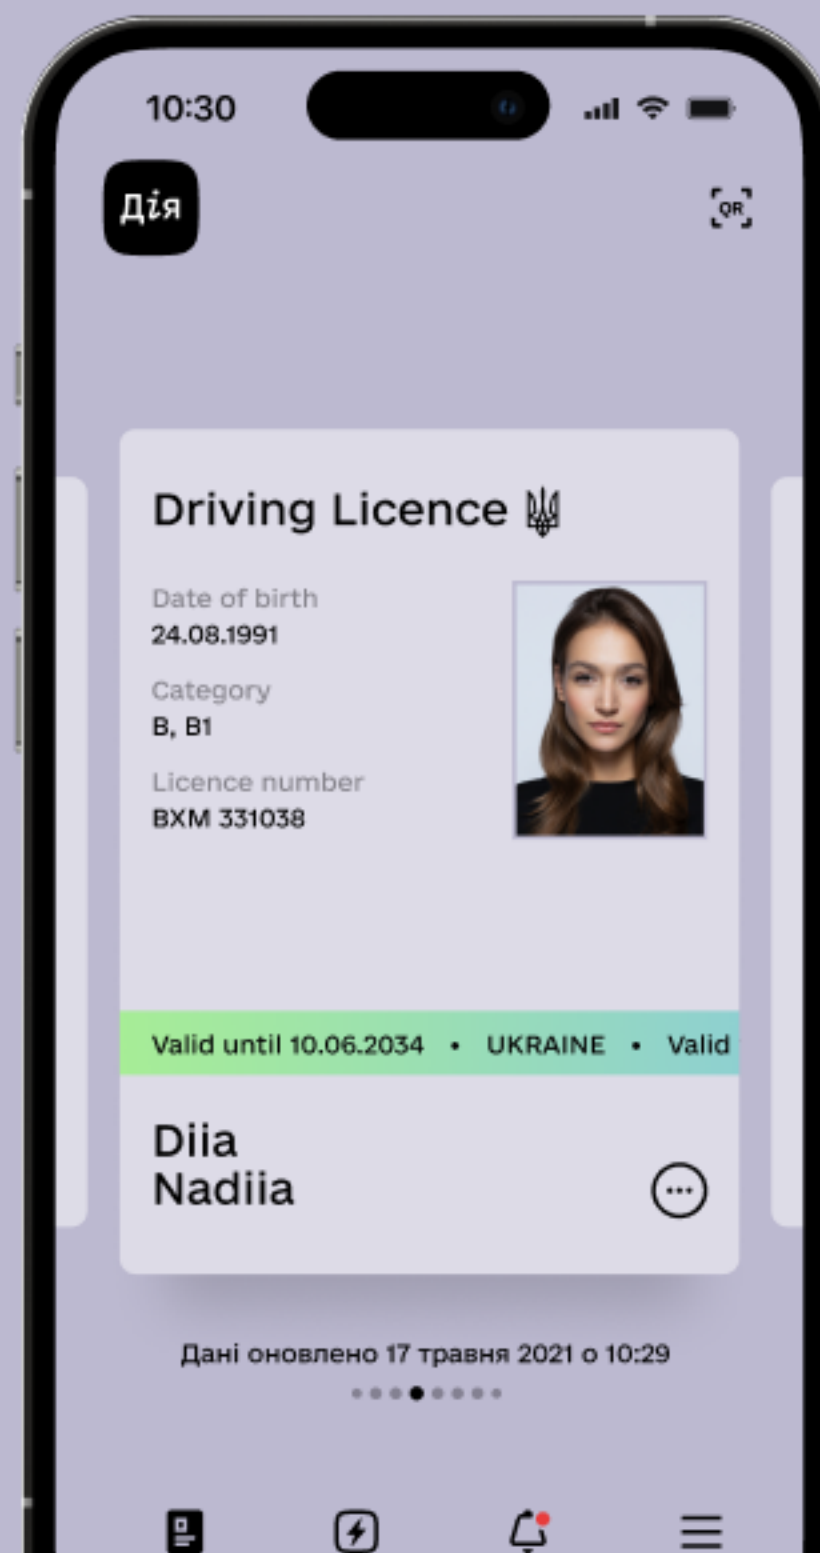 10:30
Дія
QR
Driving Licence
Date of birth
24.08.1991
Category
B, B1
Licence number
BXM 331038
Valid until 10.06.2034 • UKRAINE • Valid
Diia
Nadiia
Дані оновлено 17 травня 2021 о 10:29